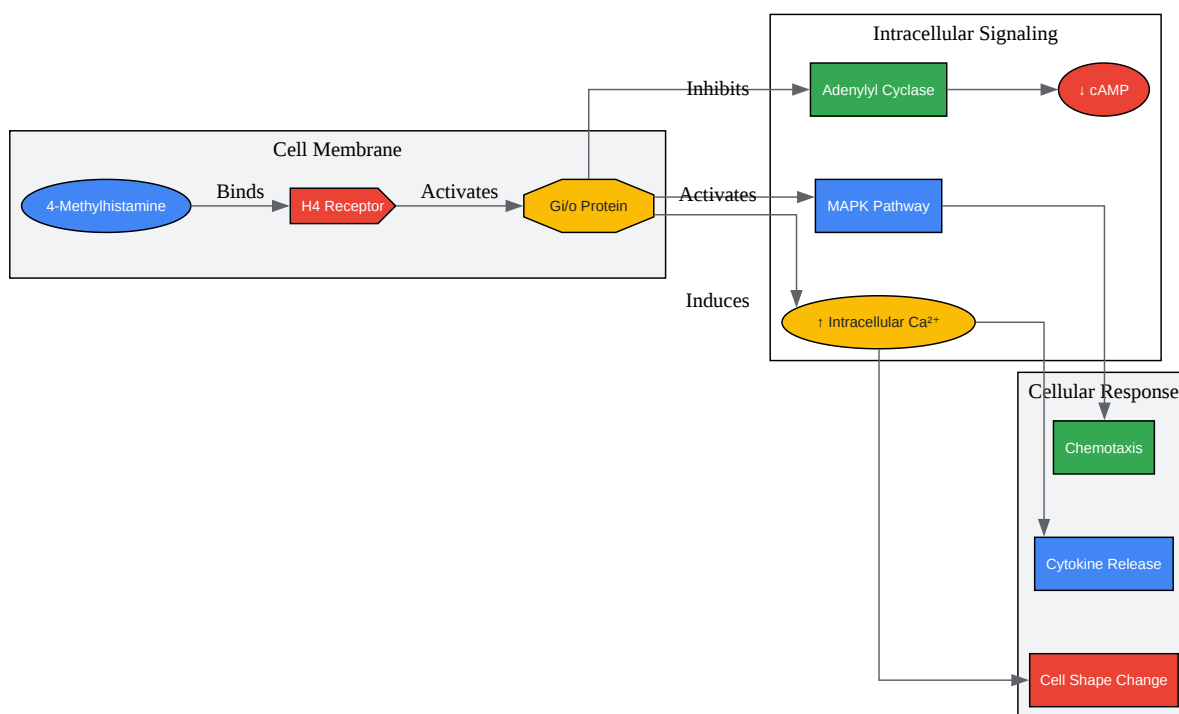 Intracellular Signaling
Inhibits
Adenylyl Cyclase
↓ cAMP
Cell Membrane
4-Methylhistamine
Binds
H4 Receptor
Activates
Gi/o Protein
Activates
MAPK Pathway
Induces
↑ Intracellular Ca²⁺
Cellular Response
Chemotaxis
Cytokine Release
Cell Shape Change